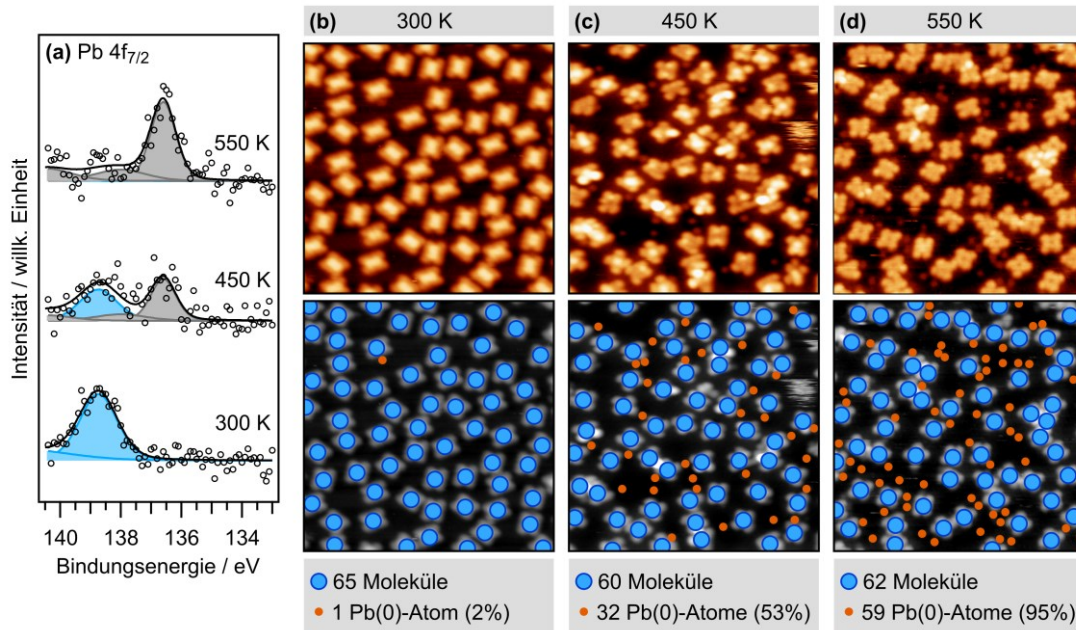 (a) Pb 4f7/2
550 K
450 K
300 K
140 138 136 134
Bindungsenergie / eV
Intensität / willk. Einheit
(b) 300 K
(c) 450 K
(d) 550 K
65 Moleküle
1 Pb(0)-Atom (2%)
60 Moleküle
32 Pb(0)-Atome (53%)
62 Moleküle
59 Pb(0)-Atome (95%)